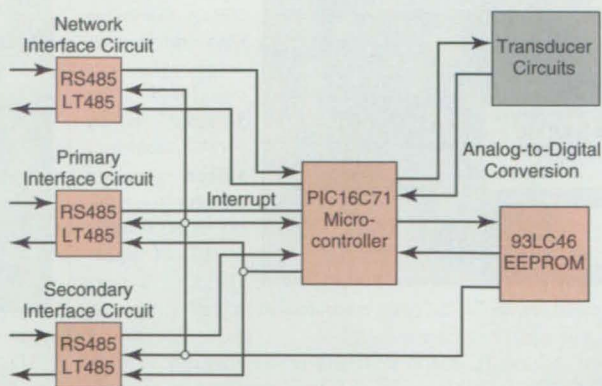 Network
Interface Circuit
RS485
LT485
Primary
Interface Circuit
RS485
LT485
Secondary
Interface Circuit
RS485
LT485
Interrupt
PIC16C71
Micro-
controller
Transducer
Circuits
Analog-to-Digital
Conversion
93LC46
EEPROM